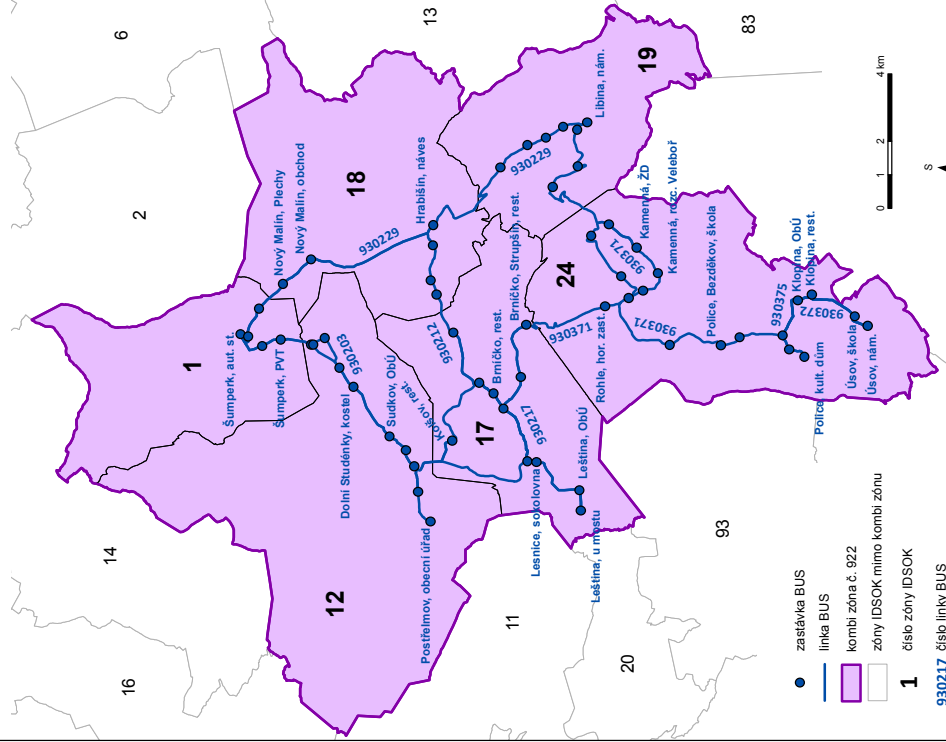 6
13
83
2
14
16
11
20
93
1
18
19
12
17
24
Šumperk, aut. st.
Šumperk, PVT
Nový Malín, Plechy
Nový Malín, obchod
Hrabišín, náves
Libina, nám.
Dolní Studénky, kostel
Sudkov, ObÚ
Kolšov, rest.
Postřelmov, obecní úřad
Brníčko, rest.
Brníčko, Strupšín, rest.
Lesnice, sokolovna
Leština, ObÚ
Leština, u mostu
Rohle, hor. zast.
Kamenná, ŽD
Kamenná, rozc. Veleboř
Police, Bezděkov, škola
Police, kult. dům
Klopina, ObÚ
Klopina, rest.
Úsov, škola
Úsov, nám.
930229
930229
930203
930212
930217
930371
930371
930371
930375
930372
0 1 2 4 km
S
zastávka BUS
linka BUS
kombi zóna č. 922
zóny IDSOK mimo kombi zónu
1 číslo zóny IDSOK
930217 číslo linky BUS